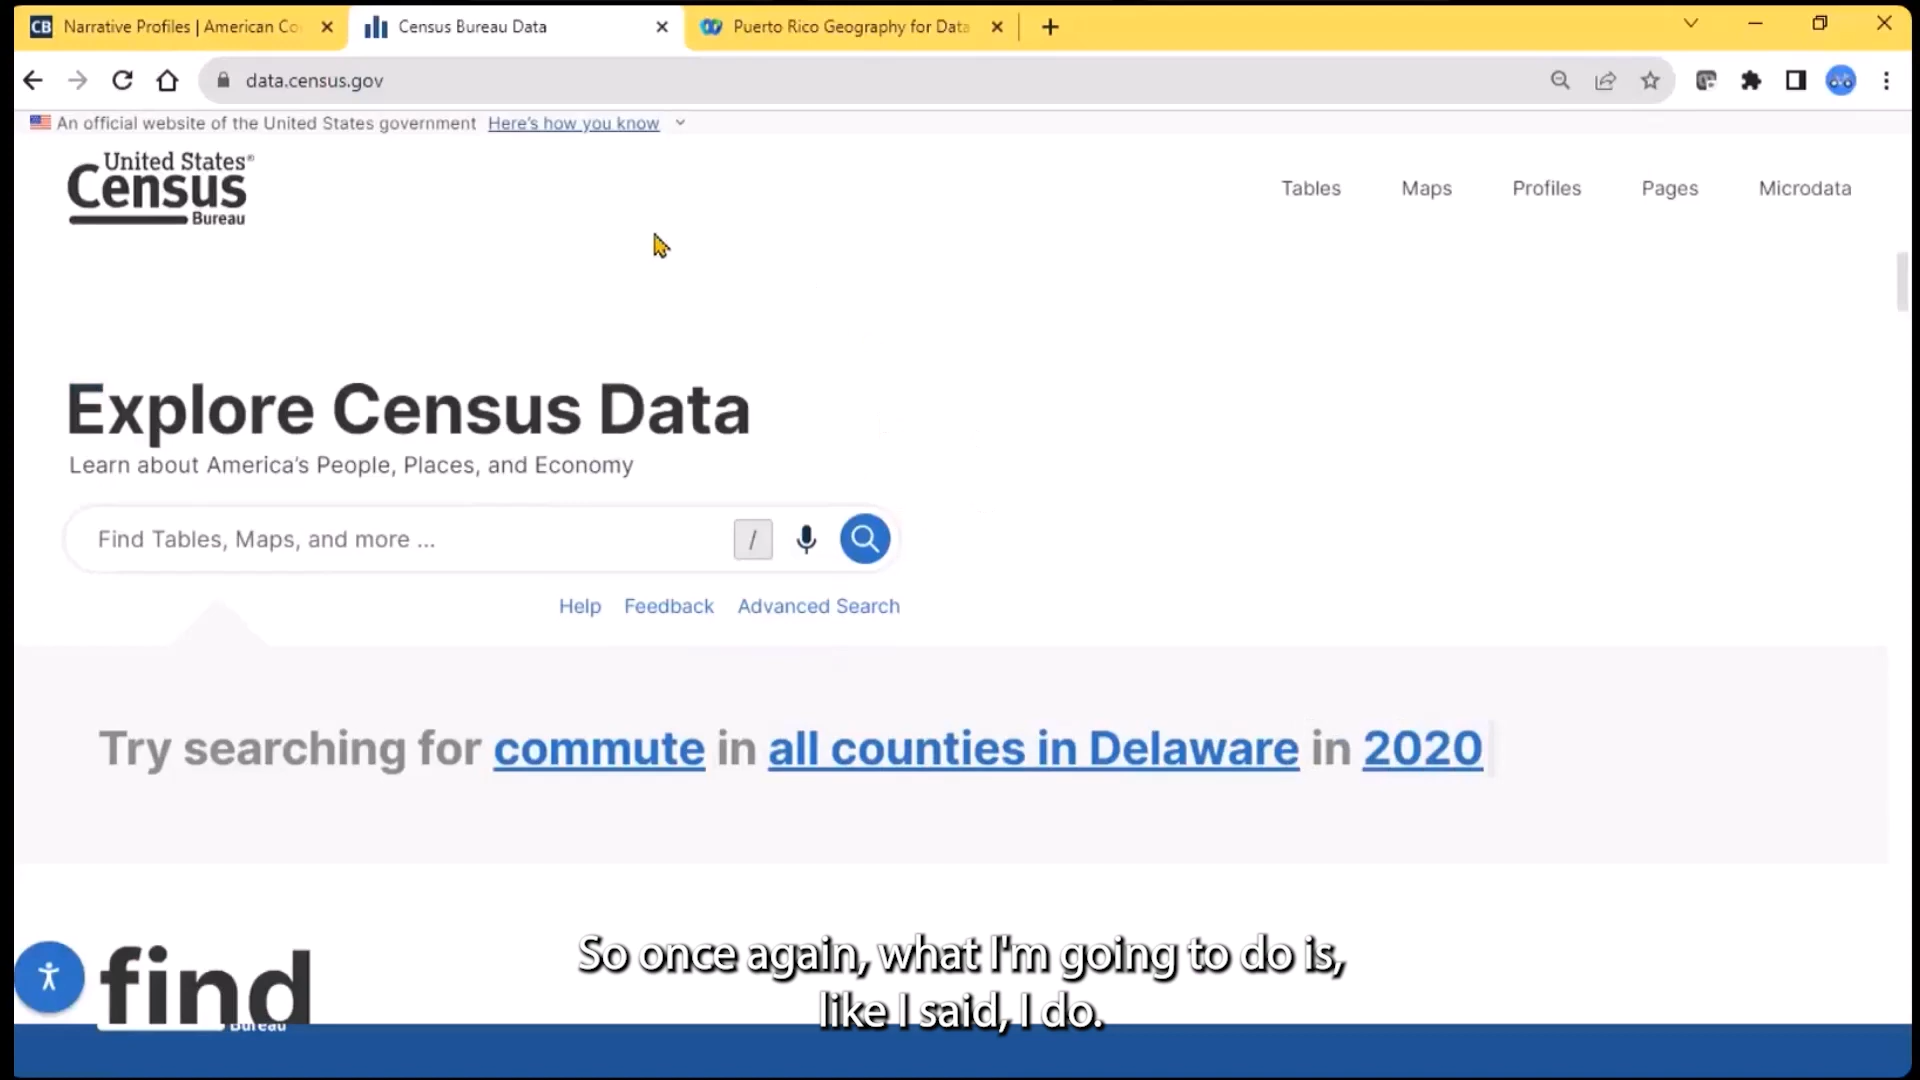 CB Narrative Profiles | American Co
Census Bureau Data
Puerto Rico Geography for Data
data.census.gov
An official website of the United States government Here's how you know
United States®
Census
Bureau
Tables Maps Profiles Pages Microdata
Explore Census Data
Learn about America's People, Places, and Economy
Find Tables, Maps, and more ... /
Help Feedback Advanced Search
Try searching for commute in all counties in Delaware in 2020
find
Bureau
So once again, what I'm going to do is,
like I said, I do.